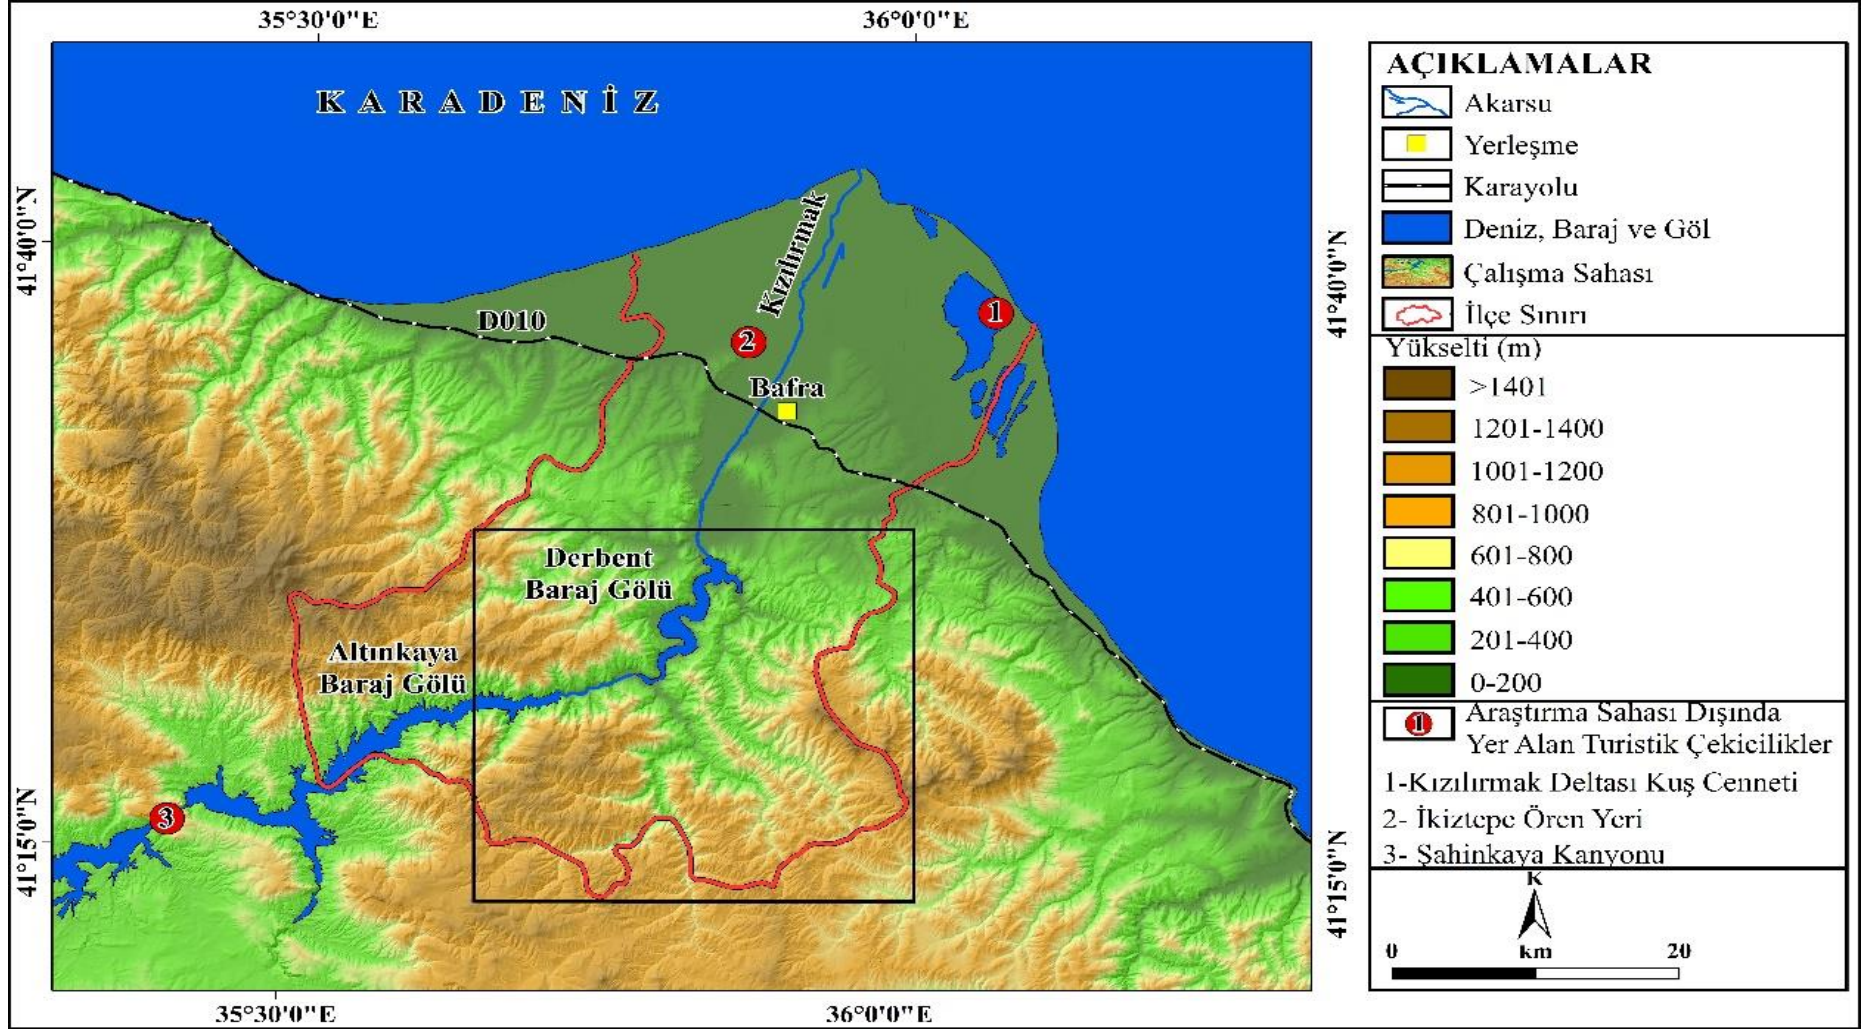 35°30'0"E
36°0'0"E
KARADENİZ
41°40'0"N
41°40'0"N
Kızılırmak
D010
1
2
Bafra
Derbent
Baraj Gölü
Altınkaya
Baraj Gölü
3
41°15'0"N
41°15'0"N
35°30'0"E
36°0'0"E
AÇIKLAMALAR
Akarsu
Yerleşme
Karayolu
Deniz, Baraj ve Göl
Çalışma Sahası
İlçe Sınırı
Yükselti (m)
>1401
1201-1400
1001-1200
801-1000
601-800
401-600
201-400
0-200
1
Araştırma Sahası Dışında
Yer Alan Turistik Çekicilikler
1-Kızılırmak Deltası Kuş Cenneti
2- İkiztepe Ören Yeri
3- Şahinkaya Kanyonu
K
0 km 20